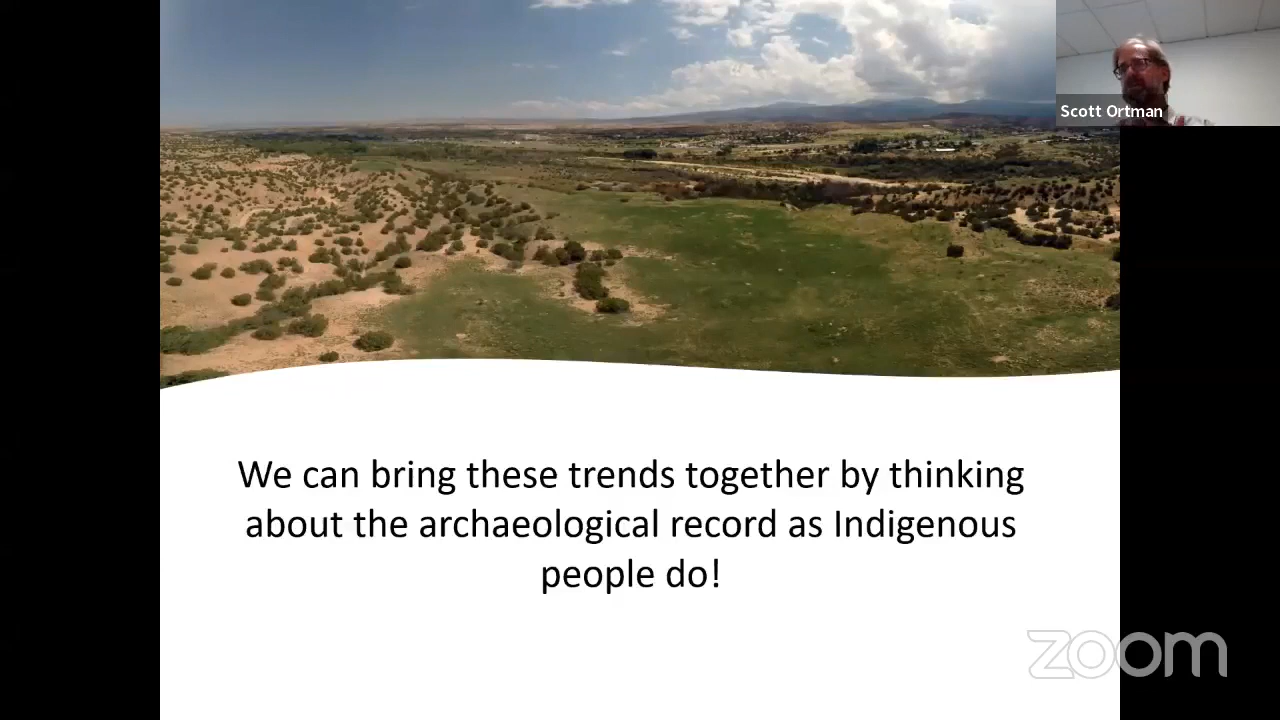 Scott Ortman
We can bring these trends together by thinking
about the archaeological record as Indigenous
people do!
zoom